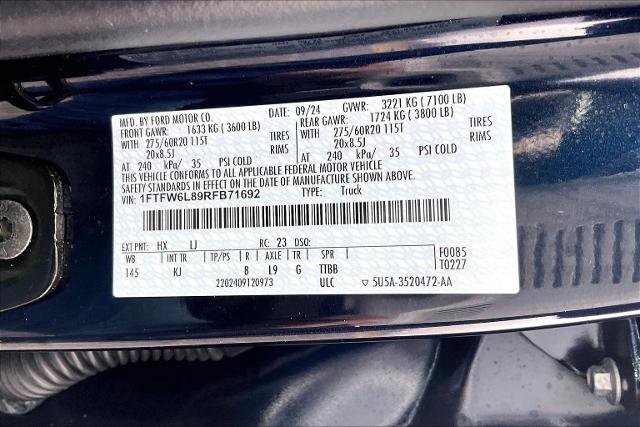 MFD. BY FORD MOTOR CO. DATE: 09/24 GVWR: 3221 KG ( 7100 LB)
FRONT GAWR: 1633 KG ( 3600 LB) REAR GAWR: 1724 KG ( 3800 LB)
WITH 275/60R20 115T TIRES WITH 275/60R20 115T TIRES
20x8.5J RIMS 20x8.5J RIMS
AT 240 kPa/ 35 PSI COLD AT 240 kPa/ 35 PSI COLD
THIS VEHICLE CONFORMS TO ALL APPLICABLE FEDERAL MOTOR VEHICLE
SAFETY STANDARDS IN EFFECT ON THE DATE OF MANUFACTURE SHOWN ABOVE.
VIN: 1FTFW6L89RFB71692 TYPE: Truck
EXT PNT: HX LJ RC: 23 DSO:
WB INT TR TP/PS R AX TR SPR F0085
145 KJ 8 L9 G TTBB T0227
2202409120973 ULC ▽ 5U5A-3520472-AA